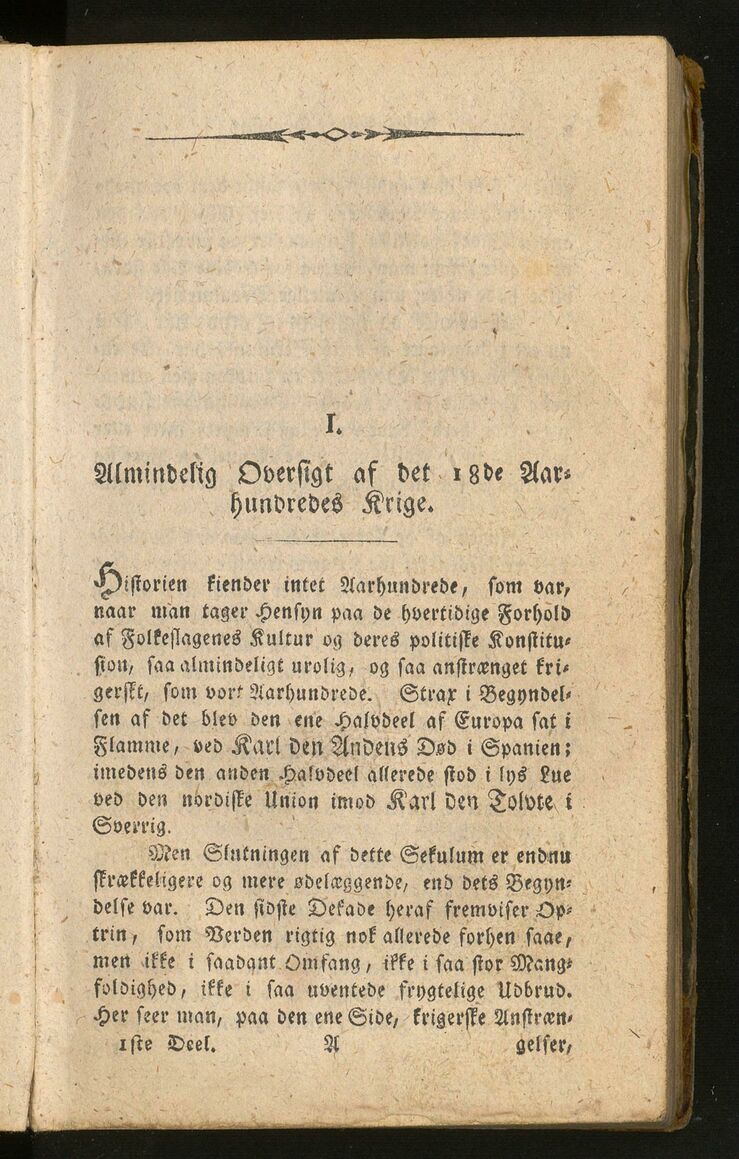 I.
Almindelig Oversigt af det 18de Aar-
hundredes Krige.
Historien kiender intet Aarhundrede, som var,
naar man tager Hensyn paa de hvertidige Forhold
af Folkeslagenes Kultur og deres politiske Konstitu-
stion, saa almindeligt urolig, og saa anstrænget kri-
gerskt, som vort Aarhundrede. Strax i Begyndel-
sen af det blev den ene Halvdeel af Europa sat i
Flamme, ved Karl den Andens Død i Spanien;
imedens den anden Halvdeel allerede stod i lys Lue
ved den nordiske Union imod Karl den Tolvte i
Sverrig.
Men Slutningen af dette Sekulum er endnu
skrækkeligere og mere ødelæggende, end dets Begyn-
delse var. Den sidste Dekade heraf fremviser Op-
trin, som Verden rigtig nok allerede forhen saae,
men ikke i saadant Omfang, ikke i saa stor Mang-
foldighed, ikke i saa uventede frygtelige Udbrud.
Her seer man, paa den ene Side, krigerske Anstræn-
1ste Deel. A gelser,